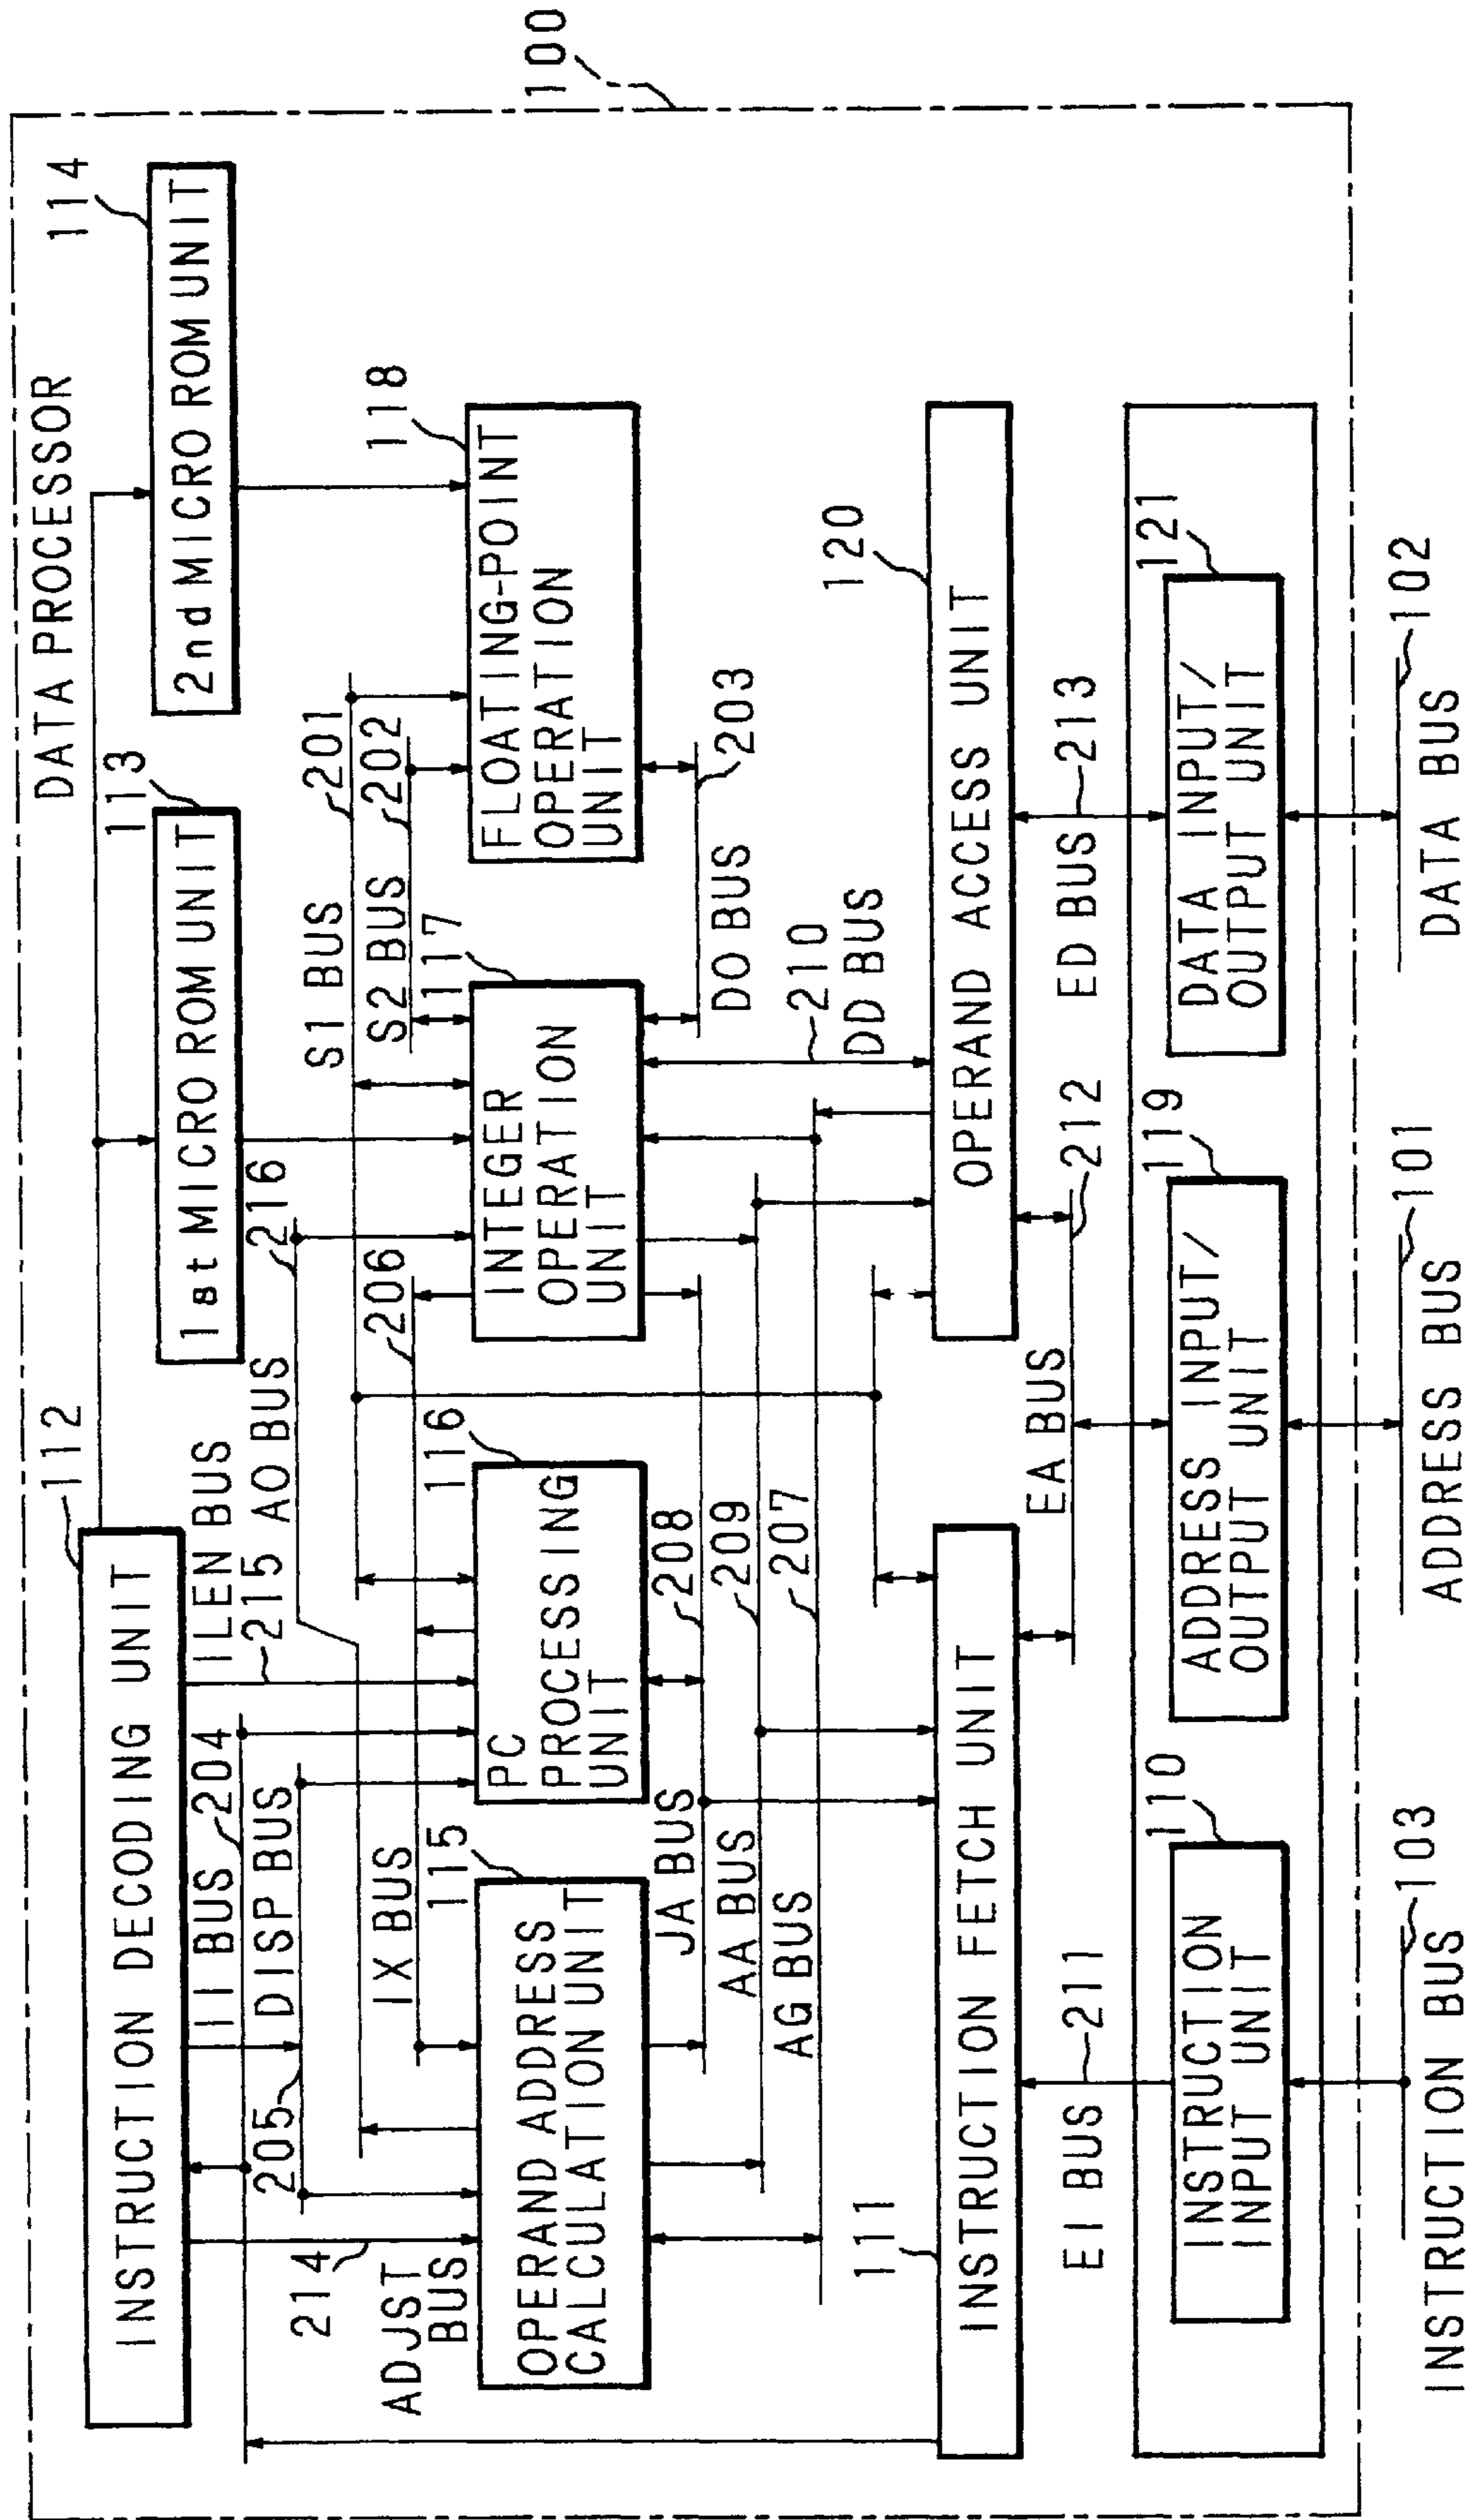 DATA PROCESSOR
100
112
INSTRUCTION DECODING UNIT
113
1st MICRO ROM UNIT
114
2nd MICRO ROM UNIT
II BUS
204
ILEN BUS
215
AO BUS
216
S1 BUS
201
205
DISP BUS
206
S2 BUS
202
214
ADJST
BUS
IX BUS
115
OPERAND ADDRESS
CALCULATION UNIT
116
PC
PROCESSING
UNIT
117
INTEGER
OPERATION
UNIT
118
FLOATING-POINT
OPERATION
UNIT
JA BUS
208
AA BUS
209
AG BUS
207
DO BUS
203
210
DD BUS
111
INSTRUCTION FETCH UNIT
120
OPERAND ACCESS UNIT
EI BUS
211
EA BUS
212
ED BUS
213
110
INSTRUCTION
INPUT UNIT
119
ADDRESS INPUT/
OUTPUT UNIT
121
DATA INPUT/
OUTPUT UNIT
103
INSTRUCTION BUS
101
ADDRESS BUS
102
DATA BUS